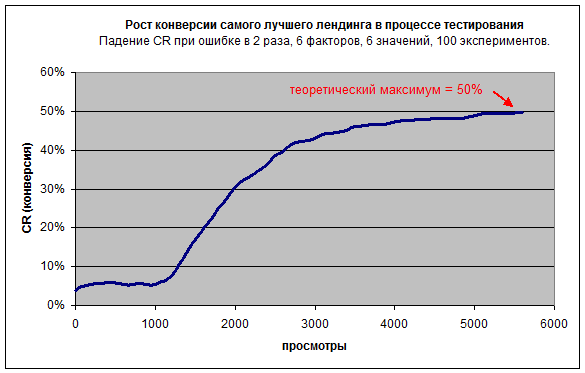 Рост конверсии самого лучшего лендинга в процессе тестирования
Падение CR при ошибке в 2 раза, 6 факторов, 6 значений, 100 экспериментов.
60%
теоретический максимум = 50%
50%
40%
30%
20%
10%
0%
CR (конверсия)
0 1000 2000 3000 4000 5000 6000
просмотры